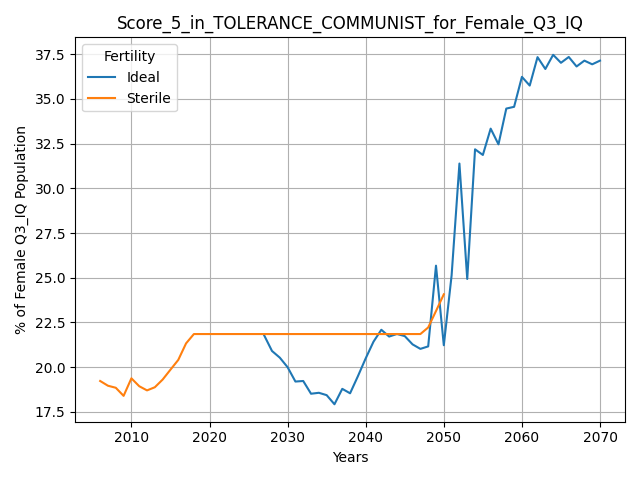 Score_5_in_TOLERANCE_COMMUNIST_for_Female_Q3_IQ
Fertility
Ideal
Sterile
% of Female Q3_IQ Population
37.5
35.0
32.5
30.0
27.5
25.0
22.5
20.0
17.5
2010
2020
2030
2040
2050
2060
2070
Years